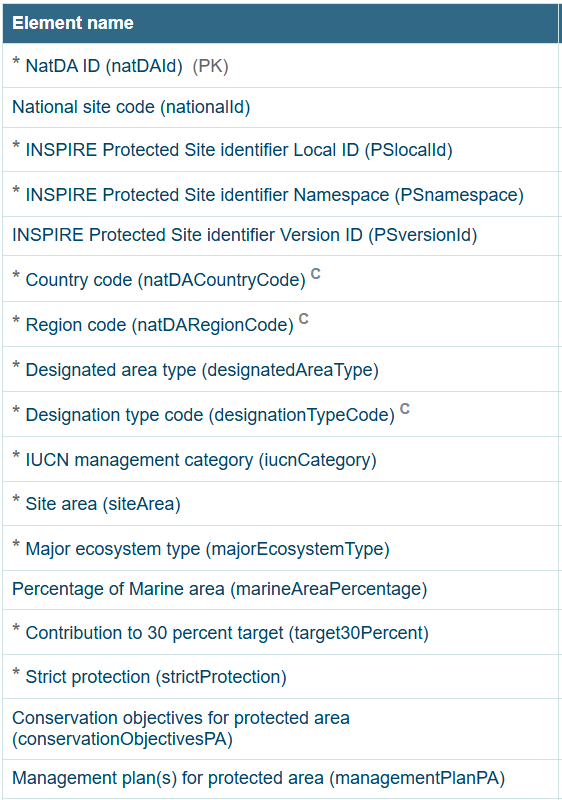 Element name
* NatDA ID (natDAId) (PK)
National site code (nationalId)
* INSPIRE Protected Site identifier Local ID (PSlocalId)
* INSPIRE Protected Site identifier Namespace (PSnamespace)
INSPIRE Protected Site identifier Version ID (PSversionId)
* Country code (natDACountryCode) C
* Region code (natDARegionCode) C
* Designated area type (designatedAreaType)
* Designation type code (designationTypeCode) C
* IUCN management category (iucnCategory)
* Site area (siteArea)
* Major ecosystem type (majorEcosystemType)
Percentage of Marine area (marineAreaPercentage)
* Contribution to 30 percent target (target30Percent)
* Strict protection (strictProtection)
Conservation objectives for protected area
(conservationObjectivesPA)
Management plan(s) for protected area (managementPlanPA)